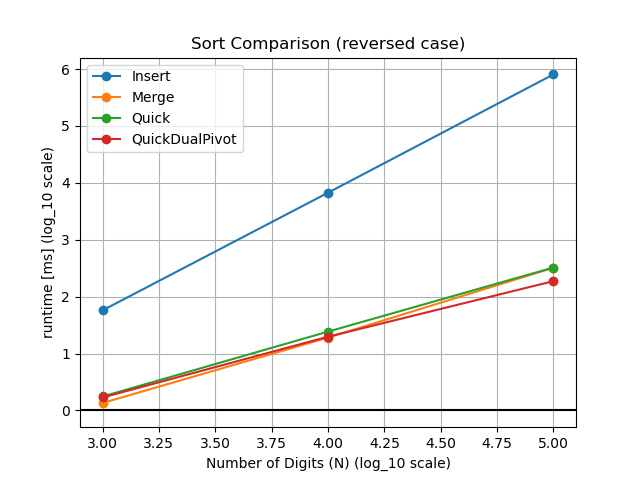 Sort Comparison (reversed case)
Insert
Merge
Quick
QuickDualPivot
runtime [ms] (log_10 scale)
6
5
4
3
2
1
0
3.00 3.25 3.50 3.75 4.00 4.25 4.50 4.75 5.00
Number of Digits (N) (log_10 scale)